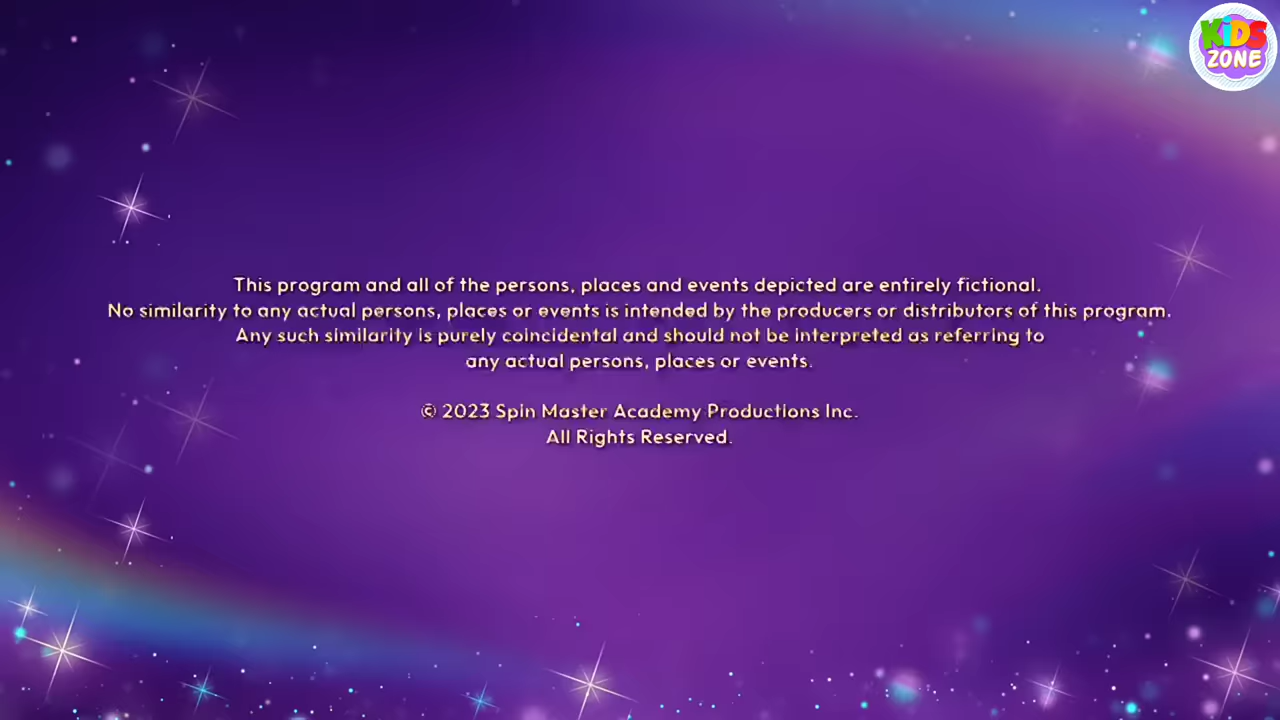 KiDS
ZONE
This program and all of the persons, places and events depicted are entirely fictional.
No similarity to any actual persons, places or events is intended by the producers or distributors of this program.
Any such similarity is purely coincidental and should not be interpreted as referring to
any actual persons, places or events.
© 2023 Spin Master Academy Productions Inc.
All Rights Reserved.